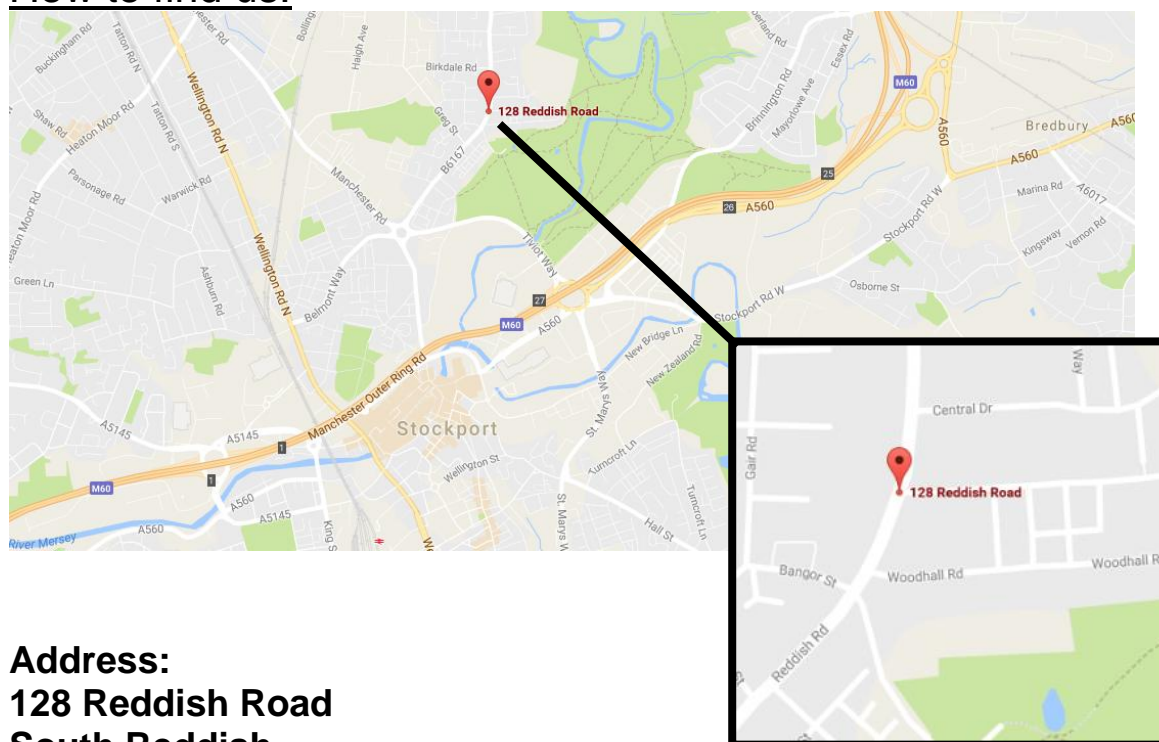 How to find us:
Buckingham Rd
Tatton Rd N
Bolling
Haigh Ave
Birkdale Rd
Essex Rd
Wellington Rd N
128 Reddish Road
Greg St
B6167
Brinnington Rd
Mayorlowe Ave
M60
A560
Bredbury
A560
Shaw Rd
Heaton Moor Rd
Tatton Rd S
Parsonage Rd
Warwick Rd
Manchester Rd
25
A560
Marina Rd
A6017
26 A560
Stockport Rd W
Kingsway
Vernon Rd
Wellington Rd N
Tiviot Way
Green Ln
Ashburn Rd
Belmont Way
Osborne St
27
M60
A560
Stockport Rd W
New Bridge Ln
New Zealand Rd
Manchester Outer Ring Rd
A5145
A5145
1
Stockport
St. Marys Way
Turncroft Ln
Wellington St
M60
1
A560
A5145
A560
King S
St. Marys W
Hall St
Turncroft Ln
River Mersey
Way
Central Dr
Gair Rd
128 Reddish Road
Bangor St
Woodhall Rd
Woodhall R
Reddish Rd
Address:
128 Reddish Road
South Reddish